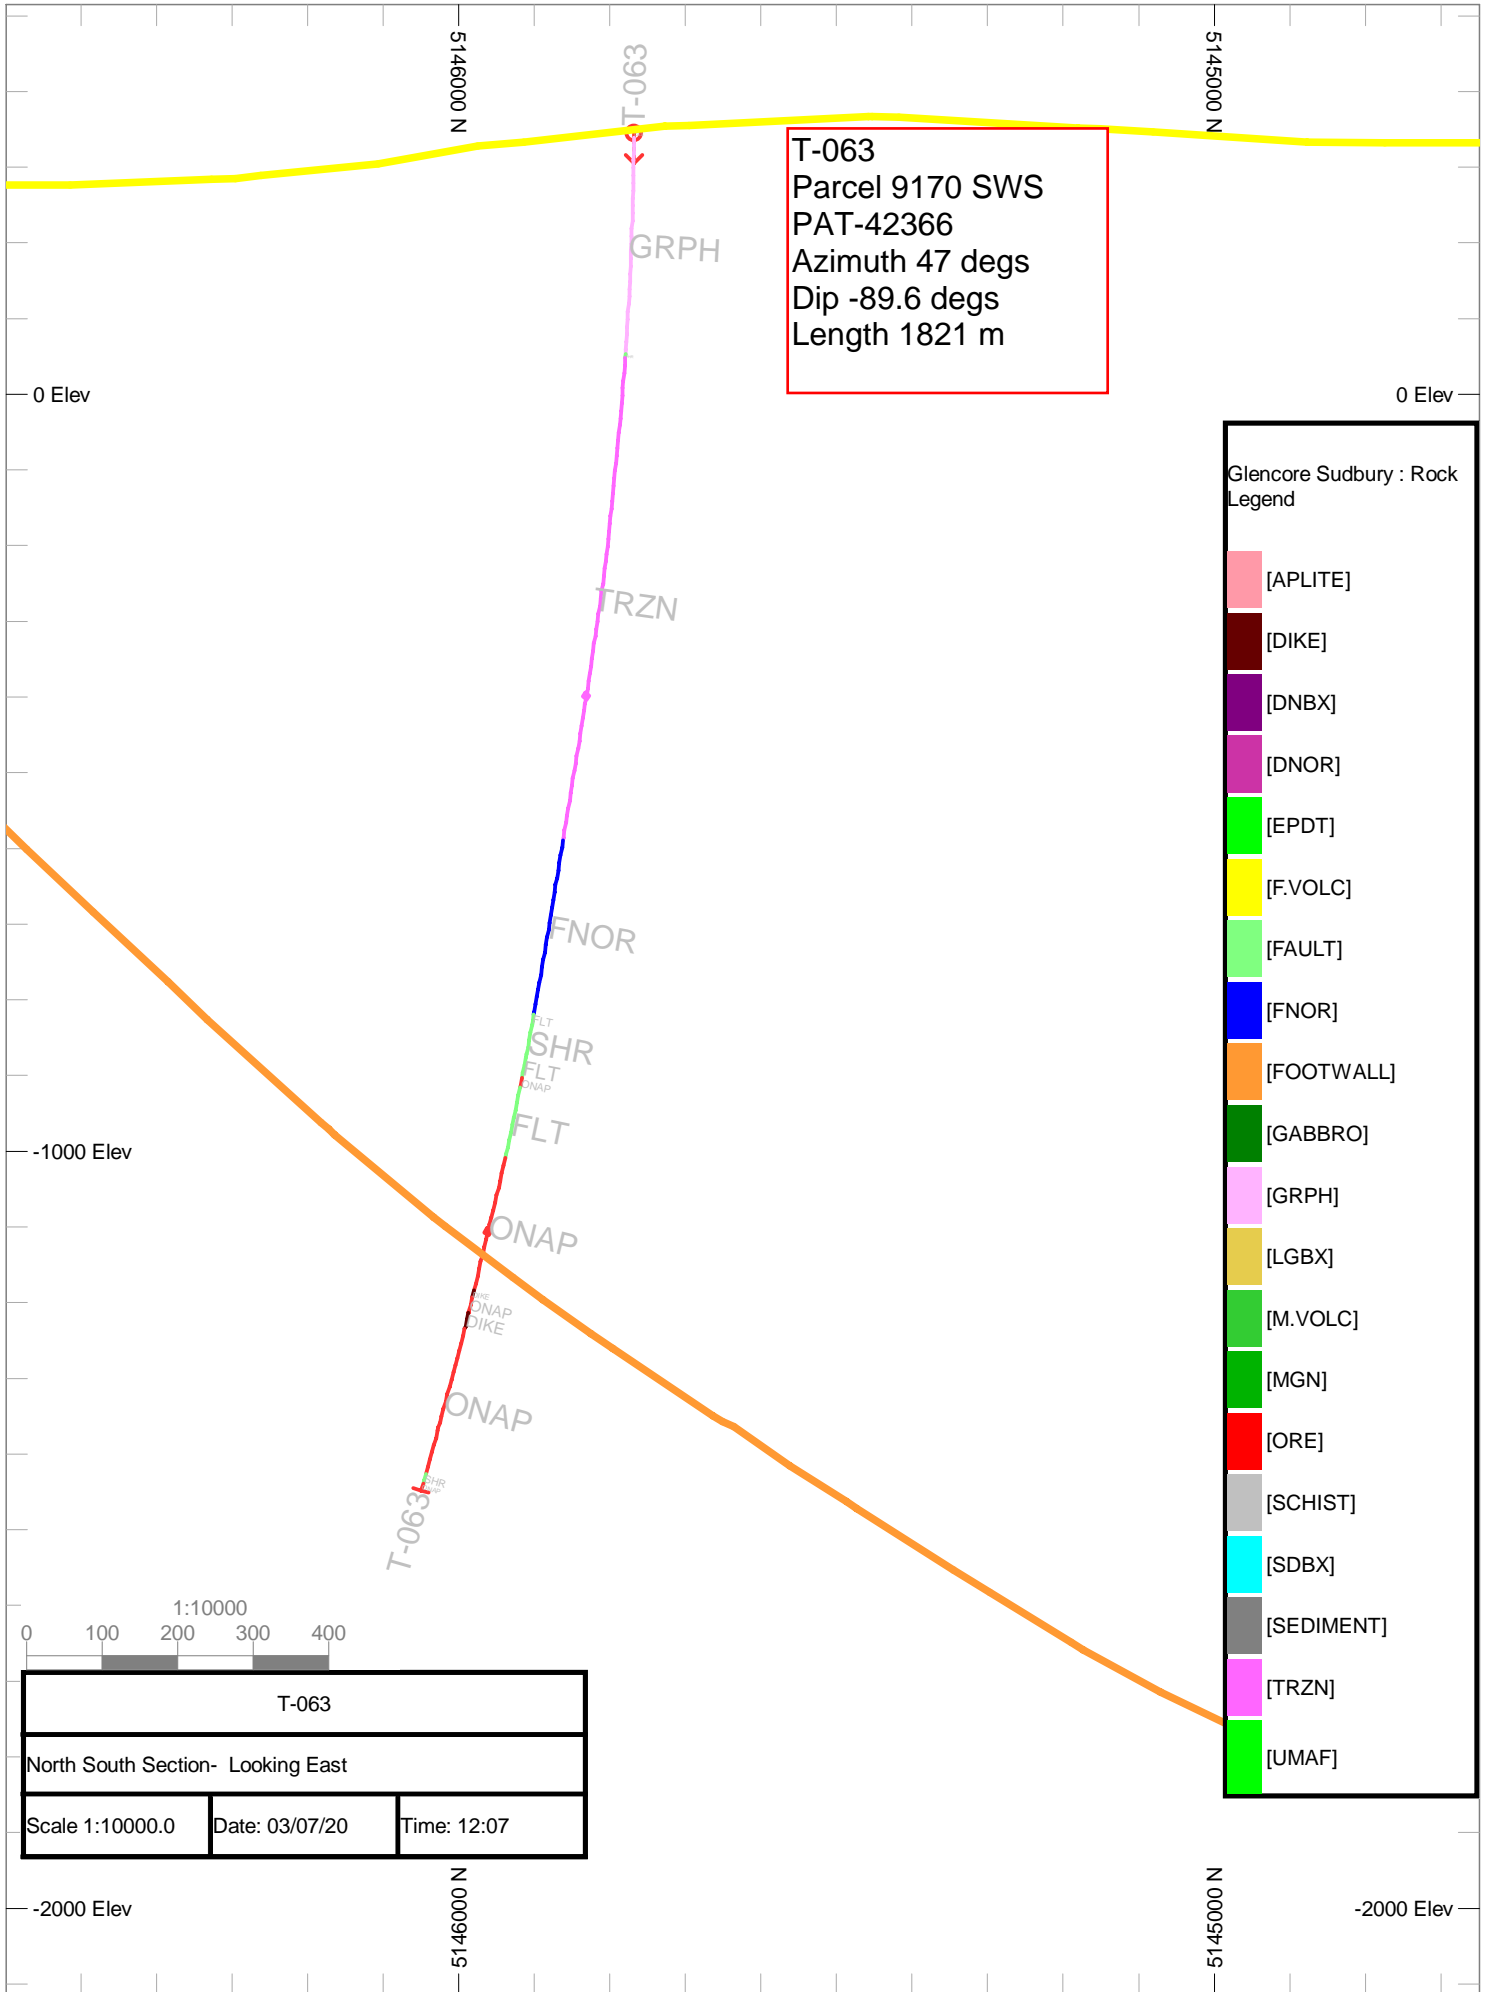 5146000 N
T-063
5145000 N
T-063
Parcel 9170 SWS
PAT-42366
Azimuth 47 degs
Dip -89.6 degs
Length 1821 m
GRPH
0 Elev
0 Elev
Glencore Sudbury : Rock
Legend
[APLITE]
[DIKE]
[DNBX]
[DNOR]
[EPDT]
[F.VOLC]
[FAULT]
[FNOR]
[FOOTWALL]
[GABBRO]
[GRPH]
[LGBX]
[M.VOLC]
[MGN]
[ORE]
[SCHIST]
[SDBX]
[SEDIMENT]
[TRZN]
[UMAF]
TRZN
FNOR
FLT
SHR
FLT
ONAP
FLT
-1000 Elev
ONAP
DIKE
ONAP
DIKE
ONAP
SHR
T-063
1:10000
0 100 200 300 400
T-063
North South Section- Looking East
Scale 1:10000.0 Date: 03/07/20 Time: 12:07
-2000 Elev
5146000 N
5145000 N
-2000 Elev